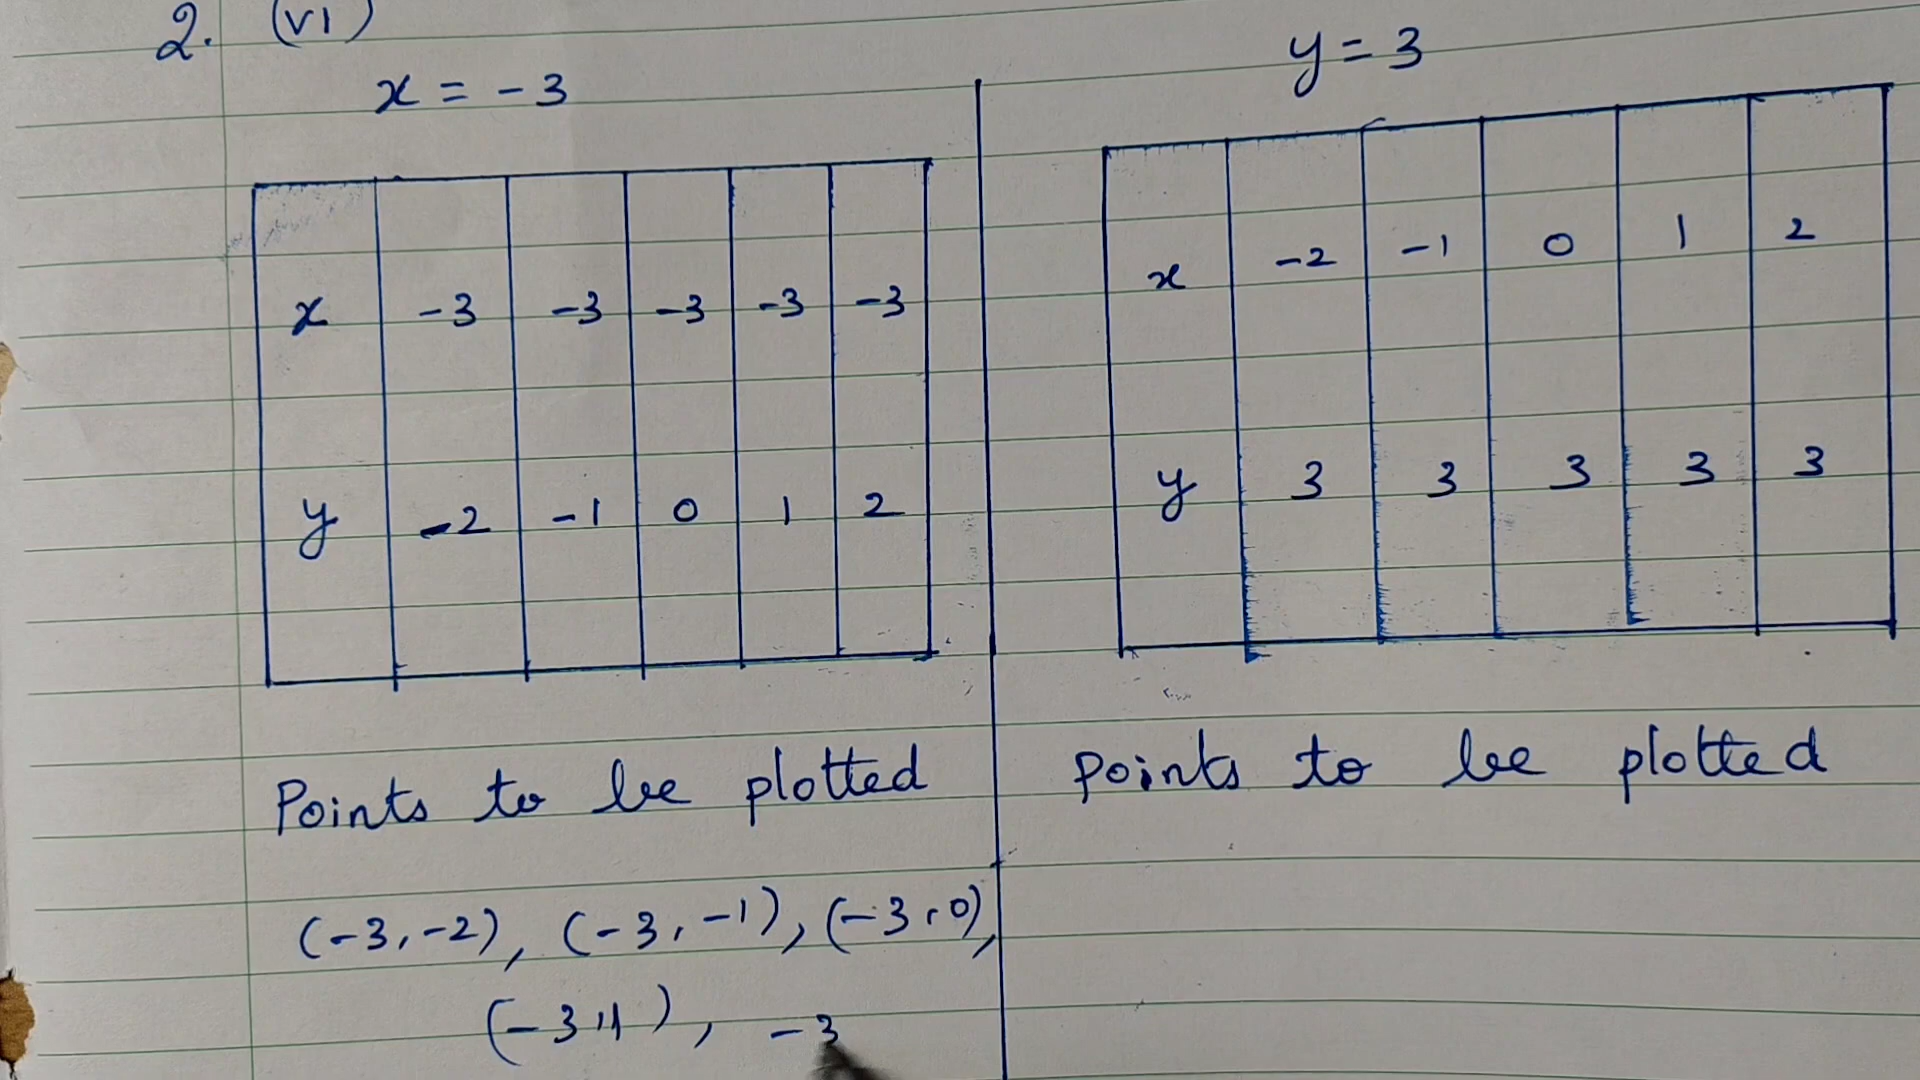 2. (vi)
x = -3
x -3 -3 -3 -3 -3
y -2 -1 0 1 2
Points to be plotted
(-3, -2), (-3, -1), (-3, 0),
(-3, 1), -3
y = 3
x -2 -1 0 1 2
y 3 3 3 3 3
Points to be plotted